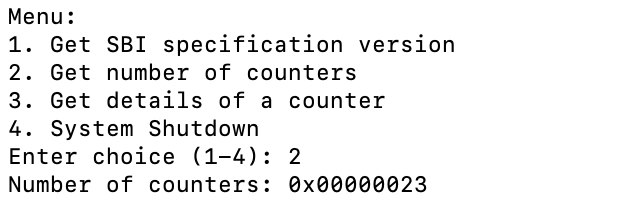 Menu:
1. Get SBI specification version
2. Get number of counters
3. Get details of a counter
4. System Shutdown
Enter choice (1-4): 2
Number of counters: 0x00000023